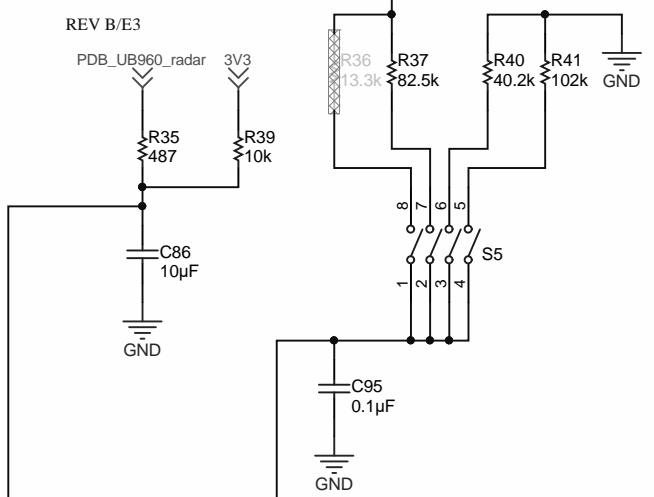 REV B/E3
PDB_UB960_radar
3V3
R35
487
R39
10k
C86
10µF
GND
R36
13.3k
R37
82.5k
R40
40.2k
R41
102k
GND
8
7
6
5
S5
1
2
3
4
C95
0.1µF
GND